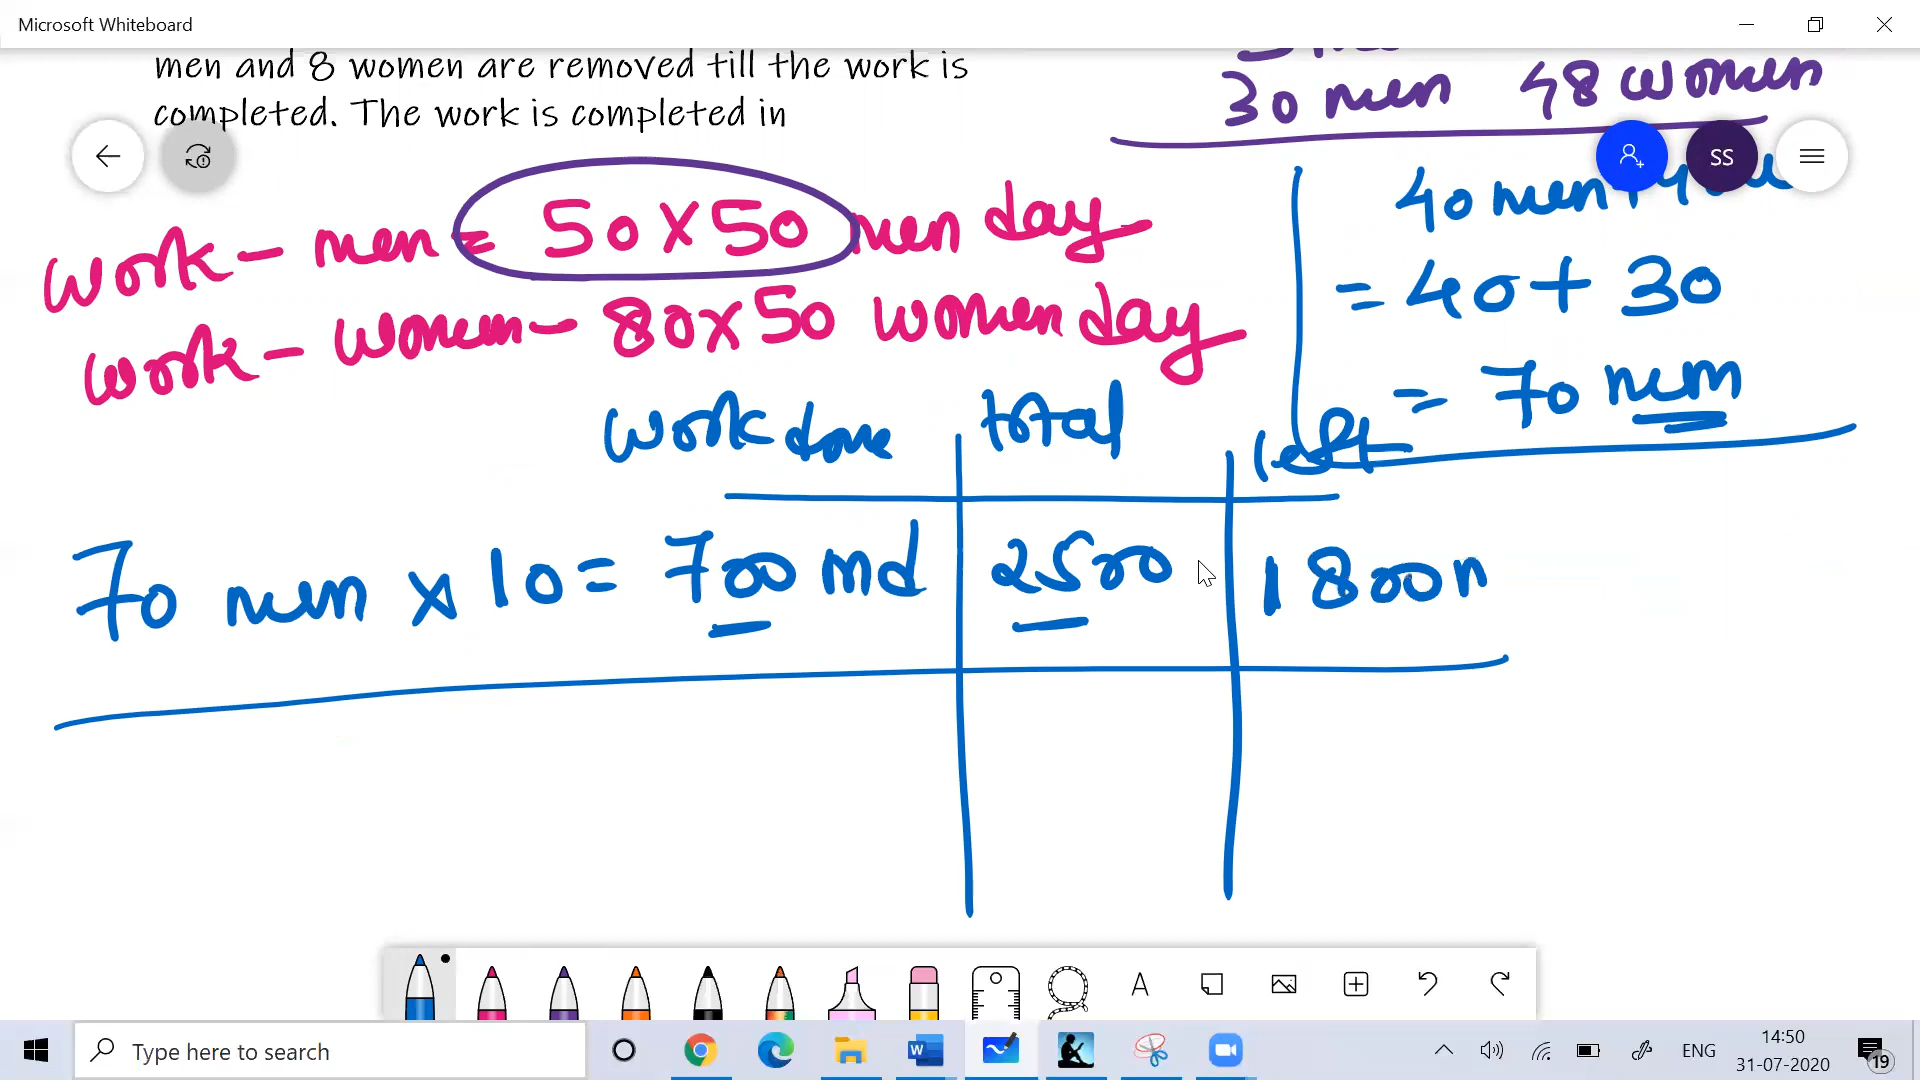 Microsoft Whiteboard
men and 8 women are removed till the work is
completed. The work is completed in
30 men 48 women
SS
work - men = 50 x 50 men day
work - women - 80 x 50 women day
40 men +
= 40 + 30
= 70 men
work done total left
70 men x 10 = 700 md 2500 1800 m
A
Type here to search
ENG
14:50
31-07-2020
19